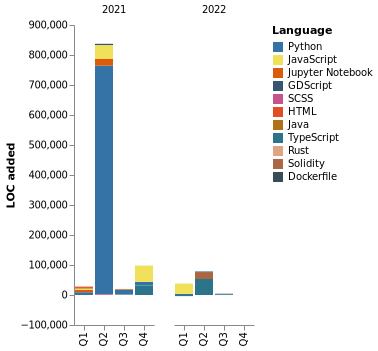 2021 2022
900,000
800,000
700,000
600,000
500,000
400,000
300,000
200,000
100,000
0
−100,000
LOC added
Q1 Q2 Q3 Q4 Q1 Q2 Q3 Q4
Language
Python
JavaScript
Jupyter Notebook
GDScript
SCSS
HTML
Java
TypeScript
Rust
Solidity
Dockerfile